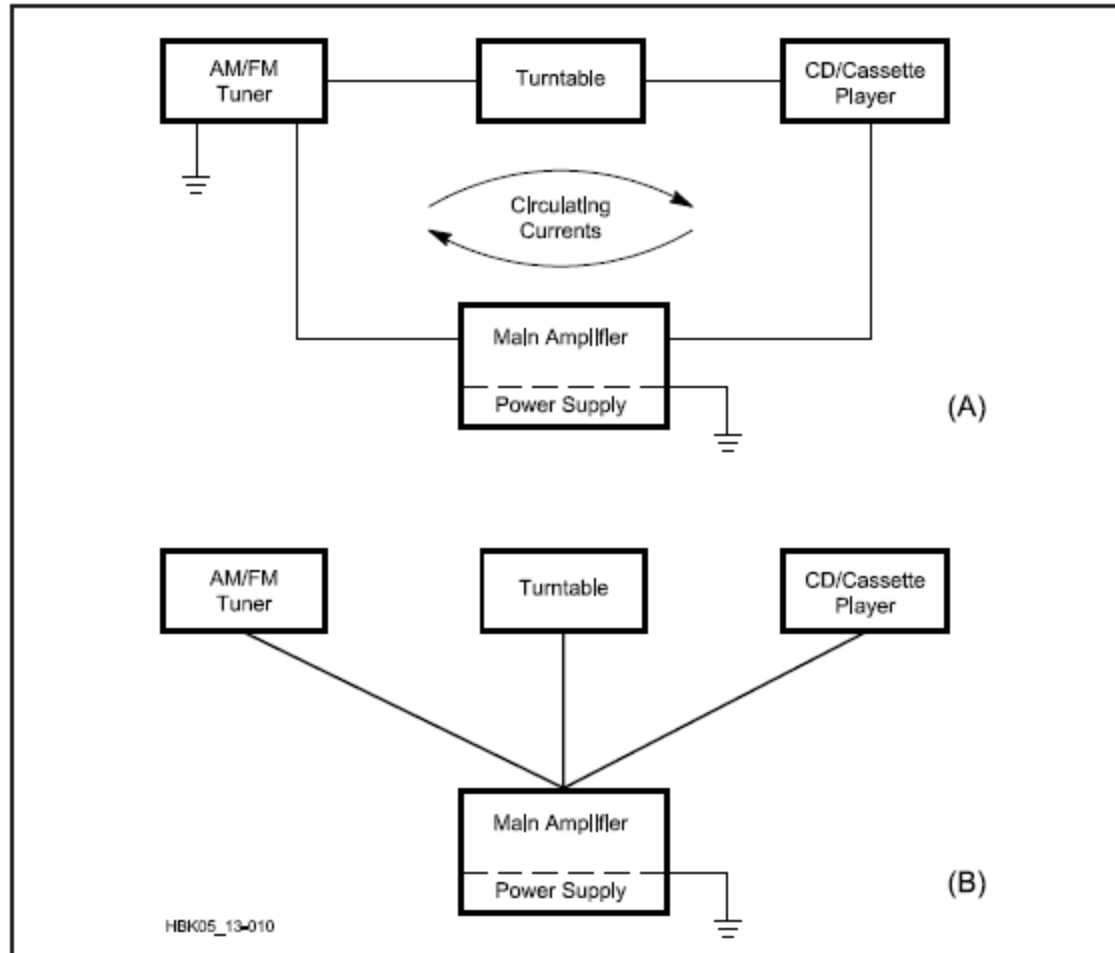 AM/FM
Tuner
Turntable
CD/Cassette
Player
Circulating
Currents
Main Amplifier
Power Supply
(A)
AM/FM
Tuner
Turntable
CD/Cassette
Player
Main Amplifier
Power Supply
(B)
HBK05_13-010